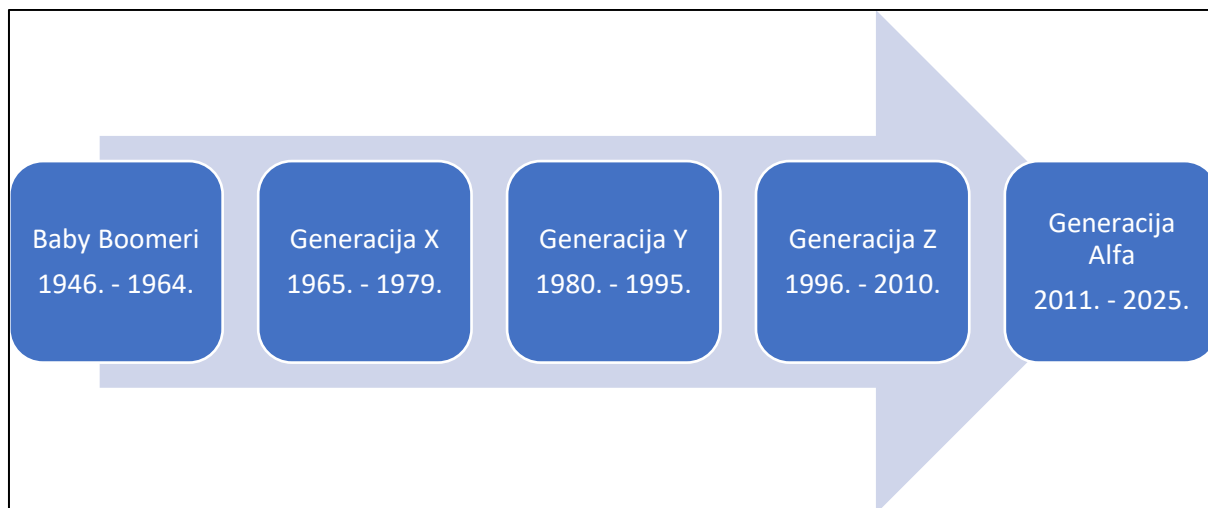 Baby Boomeri
1946. - 1964.
Generacija X
1965. - 1979.
Generacija Y
1980. - 1995.
Generacija Z
1996. - 2010.
Generacija
Alfa
2011. - 2025.